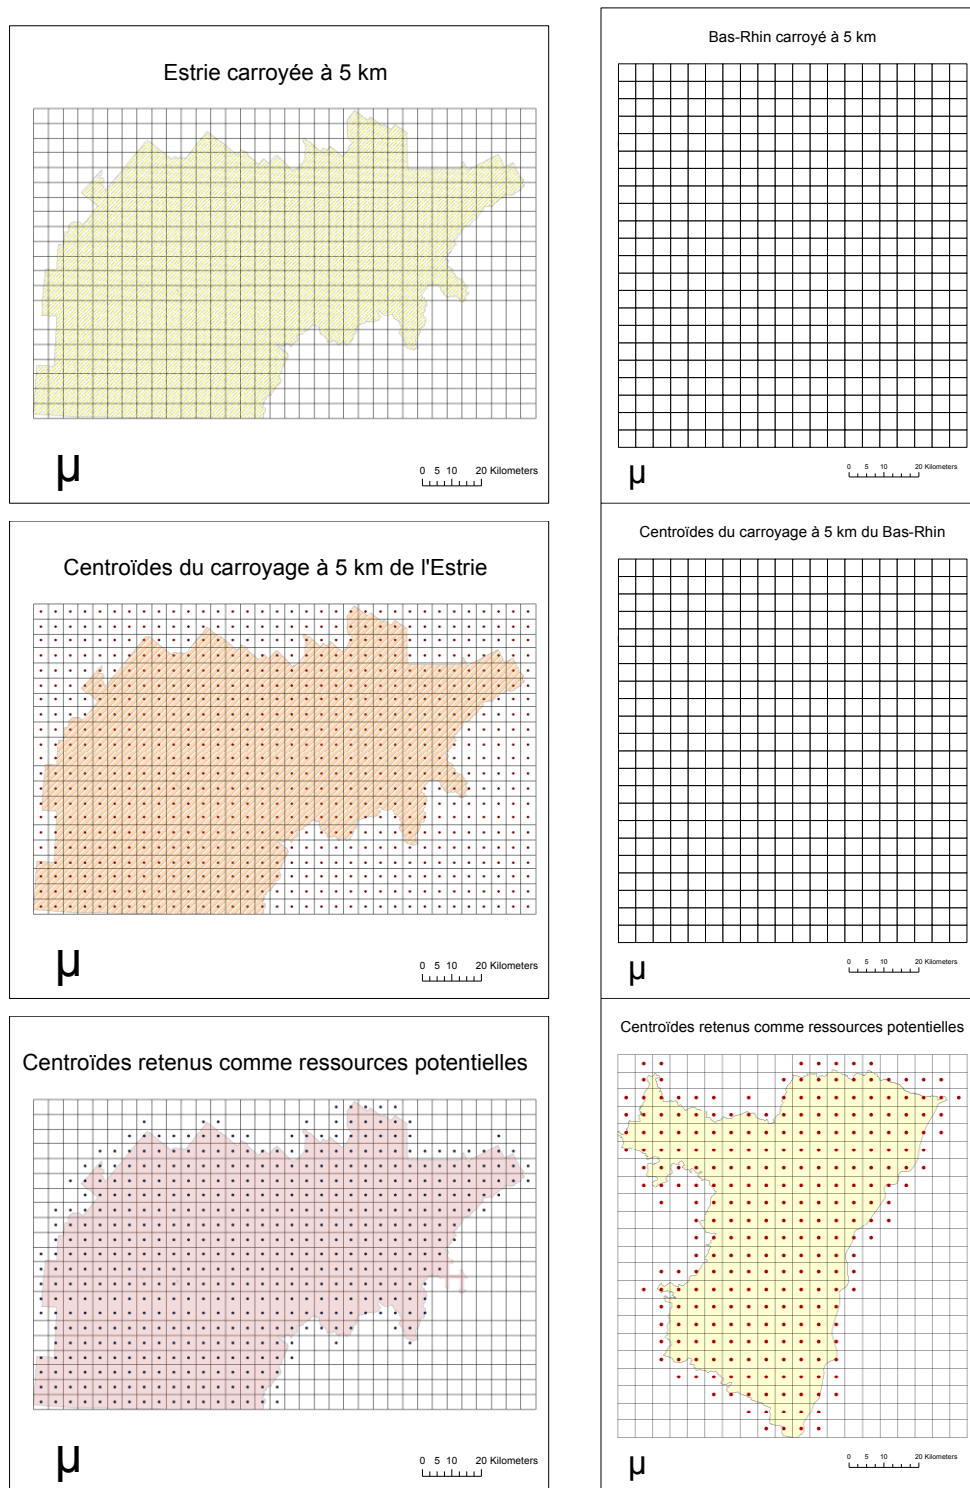 Estrie carroyée à 5 km
µ
0 5 10 20 Kilometers
Bas-Rhin carroyé à 5 km
µ
0 5 10 20 Kilometers
Centroïdes du carroyage à 5 km de l'Estrie
µ
0 5 10 20 Kilometers
Centroïdes du carroyage à 5 km du Bas-Rhin
µ
0 5 10 20 Kilometers
Centroïdes retenus comme ressources potentielles
µ
0 5 10 20 Kilometers
Centroïdes retenus comme ressources potentielles
µ
0 5 10 20 Kilometers